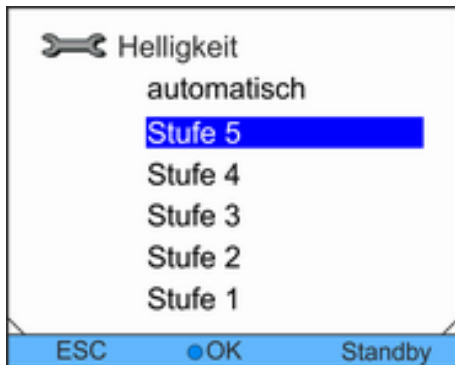 Helligkeit
automatisch
Stufe 5
Stufe 4
Stufe 3
Stufe 2
Stufe 1
ESC OK Standby